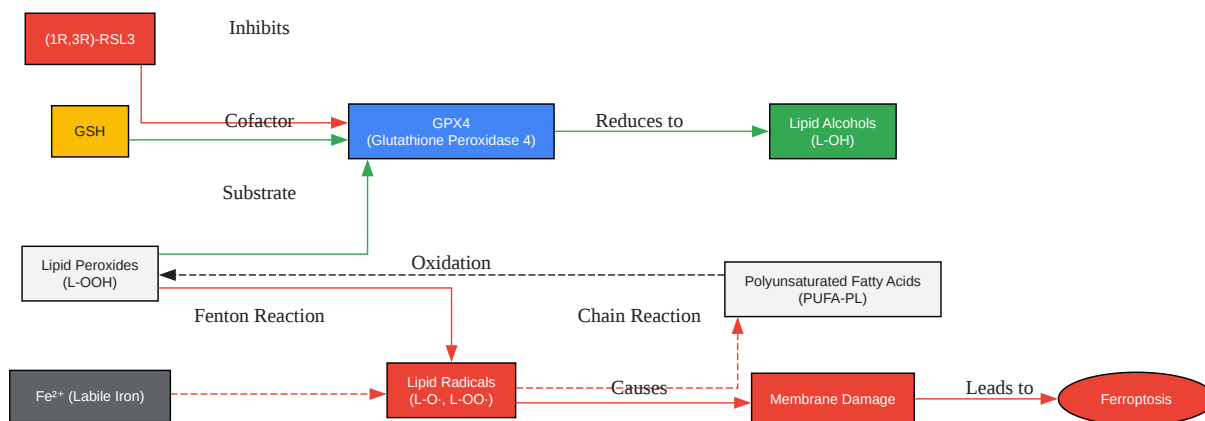 Inhibits
(1R,3R)-RSL3
Cofactor
GSH
GPX4
(Glutathione Peroxidase 4)
Reduces to
Lipid Alcohols
(L-OH)
Substrate
Oxidation
Lipid Peroxides
(L-OOH)
Polyunsaturated Fatty Acids
(PUFA-PL)
Fenton Reaction
Chain Reaction
Fe²⁺ (Labile Iron)
Lipid Radicals
(L-O·, L-OO·)
Causes
Membrane Damage
Leads to
Ferroptosis